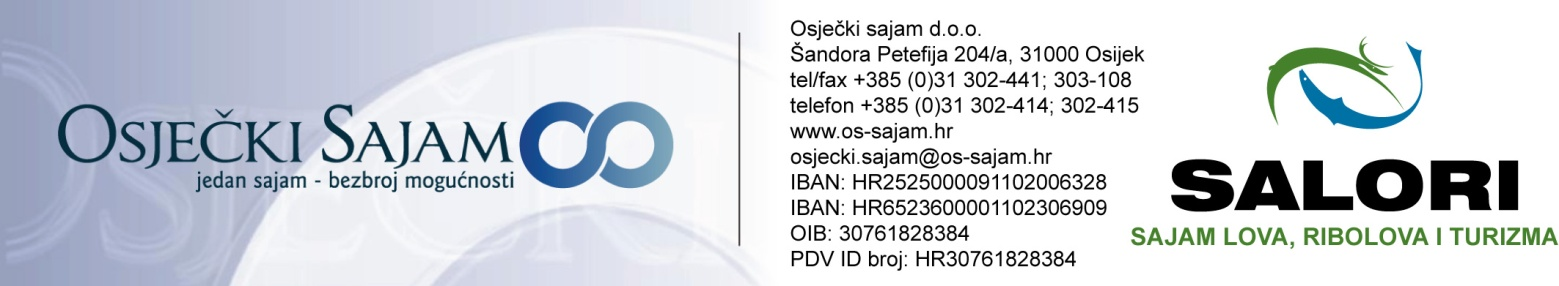 OSJEČKI SAJAM
jedan sajam - bezbroj mogućnosti
Osječki sajam d.o.o.
Šandora Petefija 204/a, 31000 Osijek
tel/fax +385 (0)31 302-441; 303-108
telefon +385 (0)31 302-414; 302-415
www.os-sajam.hr
osjecki.sajam@os-sajam.hr
IBAN: HR2525000091102006328
IBAN: HR6523600001102306909
OIB: 30761828384
PDV ID broj: HR30761828384
SALORI
SAJAM LOVA, RIBOLOVA I TURIZMA